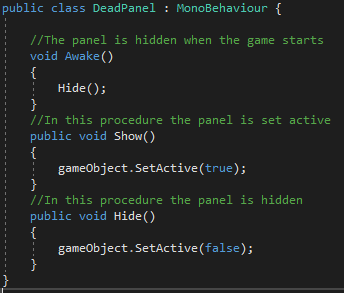 public class DeadPanel : MonoBehaviour {
//The panel is hidden when the game starts
void Awake()
{
Hide();
}
//In this procedure the panel is set active
public void Show()
{
gameObject.SetActive(true);
}
//In this procedure the panel is hidden
public void Hide()
{
gameObject.SetActive(false);
}
}